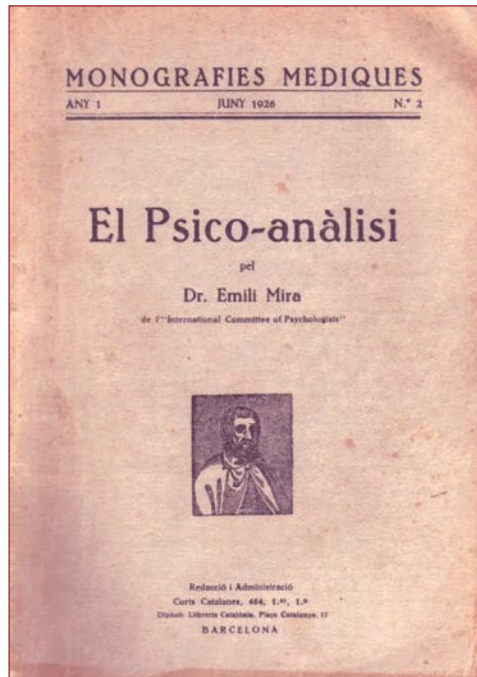 MONOGRAFIES MEDIQUES
ANY 1 JUNY 1926 N.º 2
El Psico-anàlisi
pel
Dr. Emili Mira
de l'"International Committee of Psychologists"
Redacció i Administració
Curts Catalanes, 464, 1.er, 1.ª
Dipòsit: Llibreria Catalònia, Plaça Catalunya, 17
BARCELONA